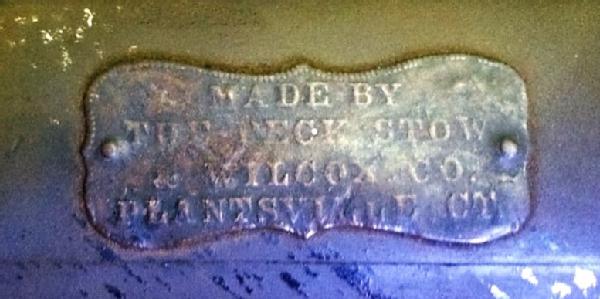 MADE BY
THE PECK STOW
& WILCOX CO.
PLANTSVILLE CT.